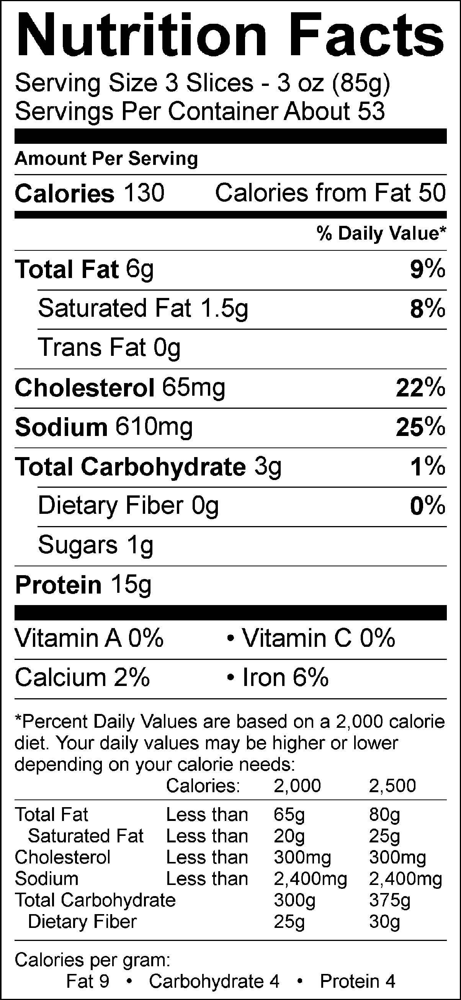 Nutrition Facts
Serving Size 3 Slices - 3 oz (85g)
Servings Per Container About 53
Amount Per Serving
Calories 130 Calories from Fat 50
% Daily Value*
Total Fat 6g 9%
Saturated Fat 1.5g 8%
Trans Fat 0g
Cholesterol 65mg 22%
Sodium 610mg 25%
Total Carbohydrate 3g 1%
Dietary Fiber 0g 0%
Sugars 1g
Protein 15g
Vitamin A 0% • Vitamin C 0%
Calcium 2% • Iron 6%
*Percent Daily Values are based on a 2,000 calorie
diet. Your daily values may be higher or lower
depending on your calorie needs:
Calories: 2,000 2,500
Total Fat Less than 65g 80g
Saturated Fat Less than 20g 25g
Cholesterol Less than 300mg 300mg
Sodium Less than 2,400mg 2,400mg
Total Carbohydrate 300g 375g
Dietary Fiber 25g 30g
Calories per gram:
Fat 9 • Carbohydrate 4 • Protein 4